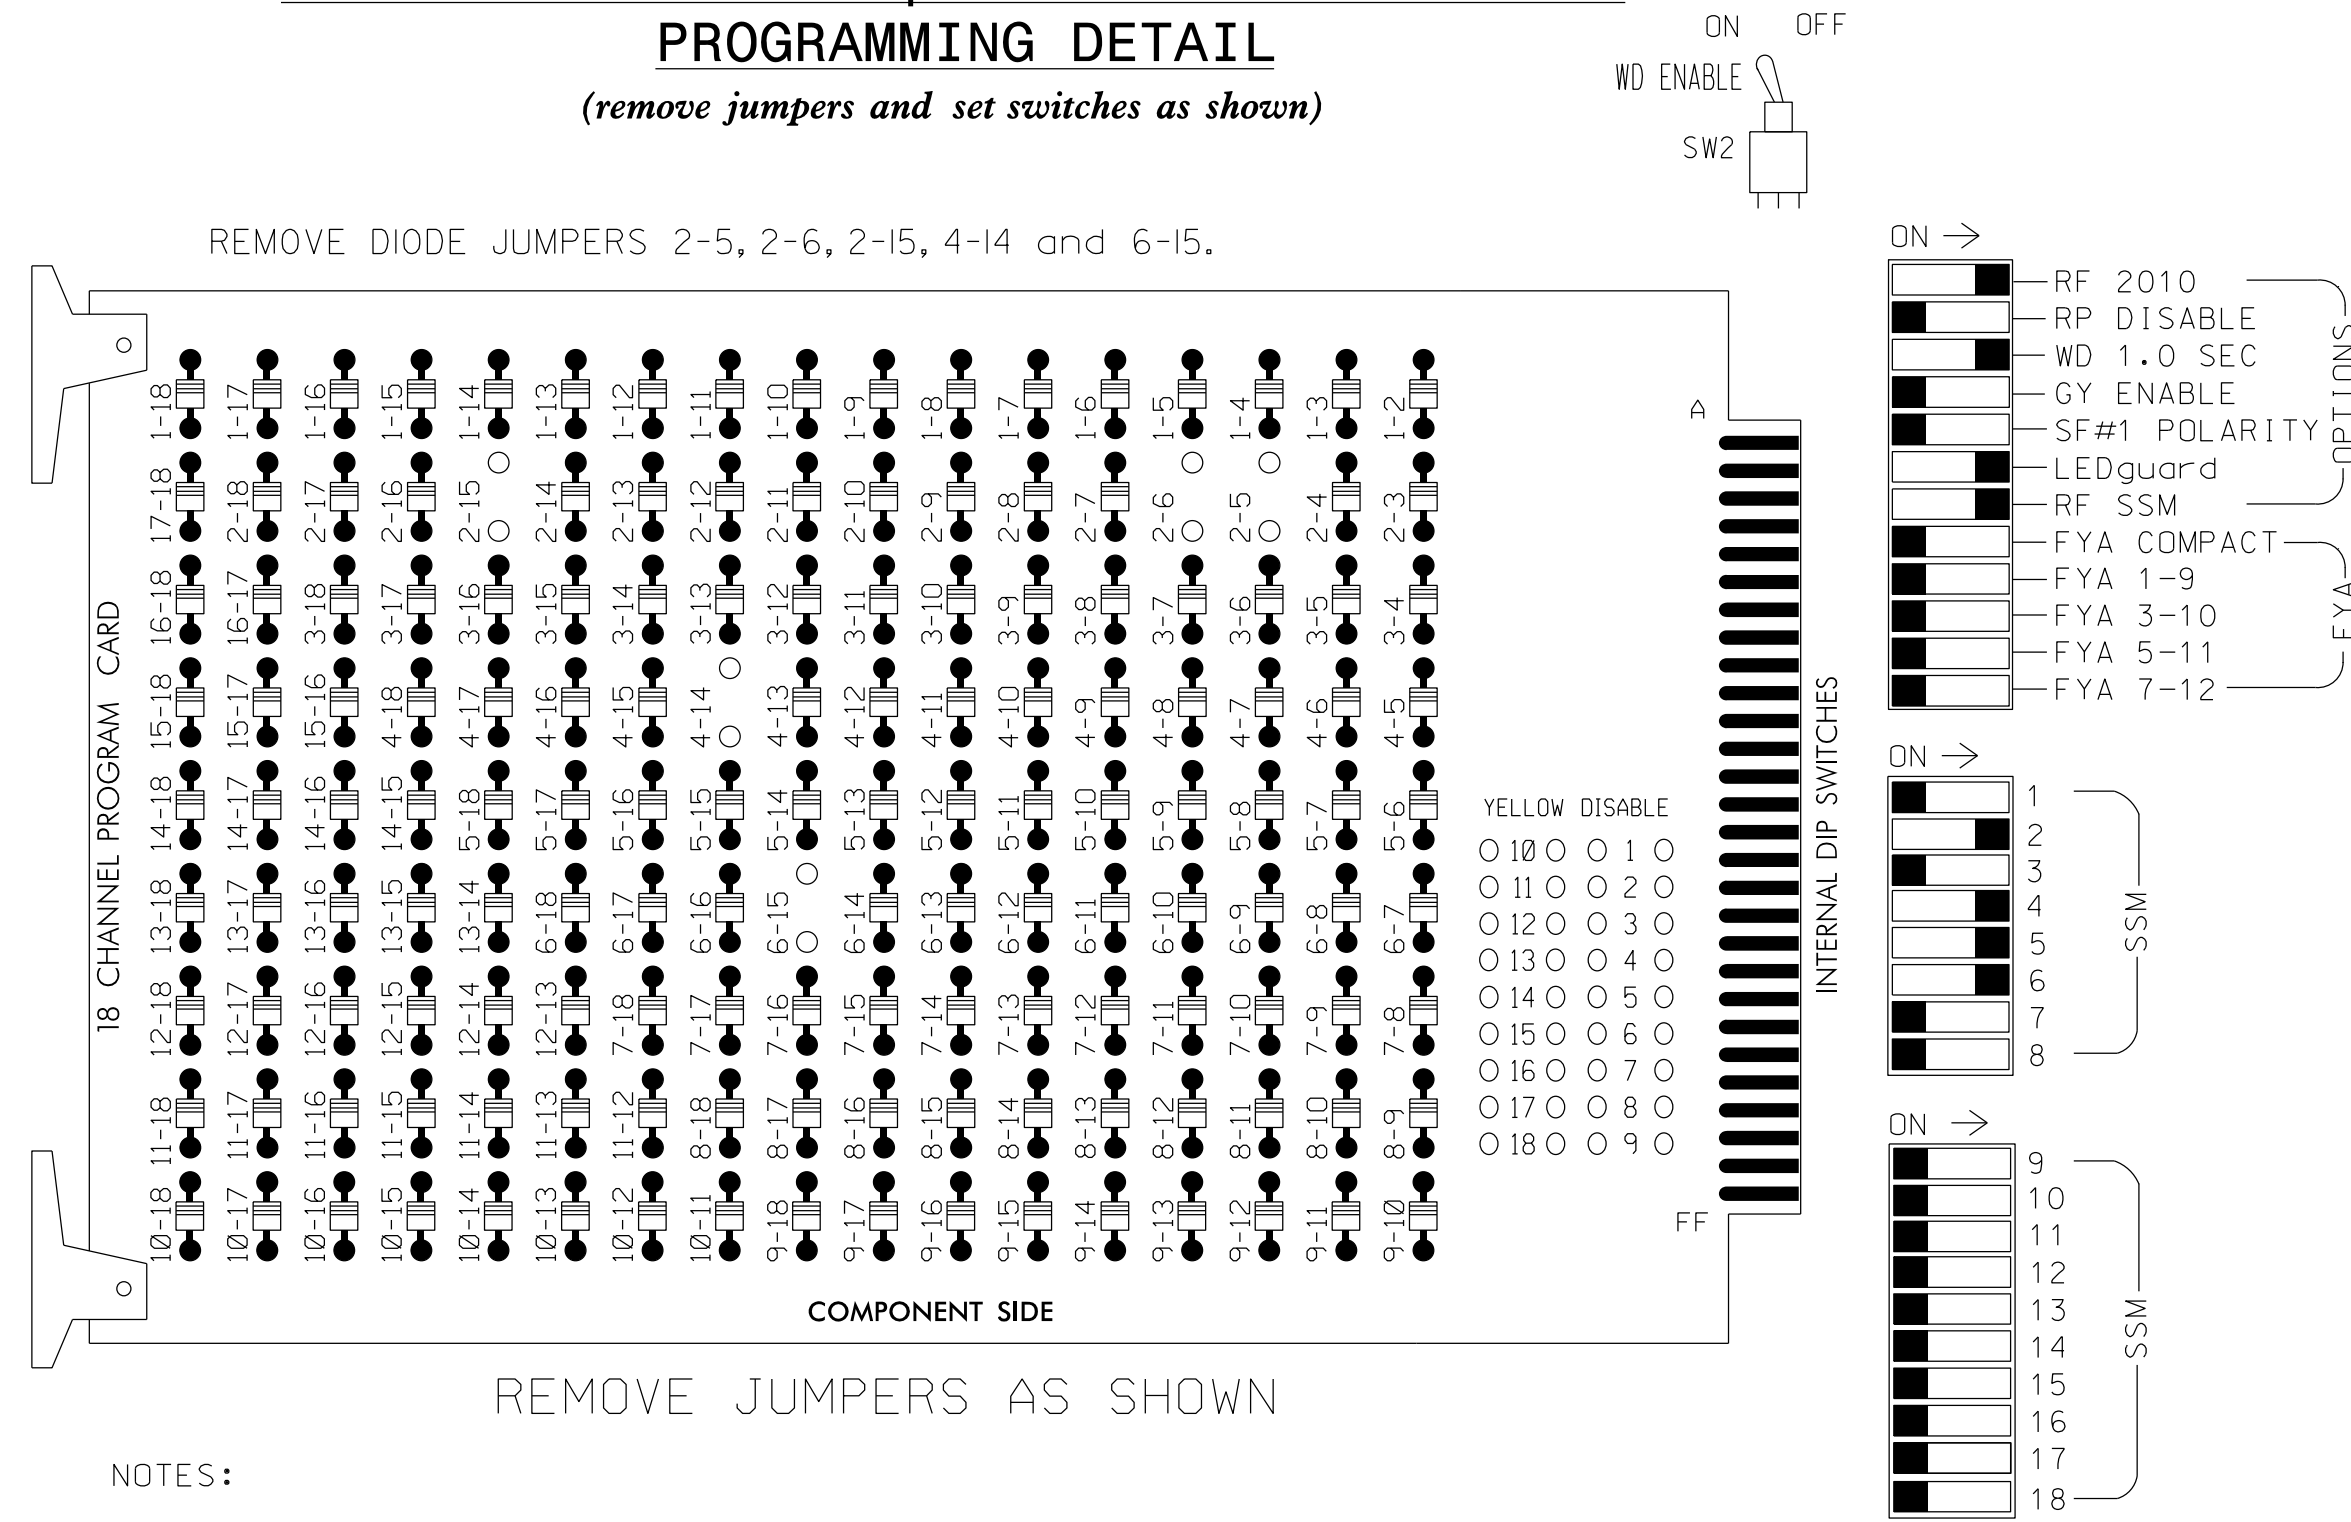 PROGRAMMING DETAIL
(remove jumpers and set switches as shown)
ON OFF
WD ENABLE
SW2
REMOVE DIODE JUMPERS 2-5, 2-6, 2-15, 4-14 and 6-15.
18 CHANNEL PROGRAM CARD
1-18 1-17 1-16 1-15 1-14 1-13 1-12 1-11 1-10 1-9 1-8 1-7 1-6 1-5 1-4 1-3 1-2
17-18 2-18 2-17 2-16 2-15 2-14 2-13 2-12 2-11 2-10 2-9 2-8 2-7 2-6 2-5 2-4 2-3
16-18 16-17 3-18 3-17 3-16 3-15 3-14 3-13 3-12 3-11 3-10 3-9 3-8 3-7 3-6 3-5 3-4
15-18 15-17 15-16 4-18 4-17 4-16 4-15 4-14 4-13 4-12 4-11 4-10 4-9 4-8 4-7 4-6 4-5
14-18 14-17 14-16 14-15 5-18 5-17 5-16 5-15 5-14 5-13 5-12 5-11 5-10 5-9 5-8 5-7 5-6
13-18 13-17 13-16 13-15 13-14 6-18 6-17 6-16 6-15 6-14 6-13 6-12 6-11 6-10 6-9 6-8 6-7
12-18 12-17 12-16 12-15 12-14 12-13 7-18 7-17 7-16 7-15 7-14 7-13 7-12 7-11 7-10 7-9 7-8
11-18 11-17 11-16 11-15 11-14 11-13 11-12 8-18 8-17 8-16 8-15 8-14 8-13 8-12 8-11 8-10 8-9
10-18 10-17 10-16 10-15 10-14 10-13 10-12 10-11 9-18 9-17 9-16 9-15 9-14 9-13 9-12 9-11 9-10
A
FF
YELLOW DISABLE
10 1
11 2
12 3
13 4
14 5
15 6
16 7
17 8
18 9
COMPONENT SIDE
REMOVE JUMPERS AS SHOWN
NOTES:
INTERNAL DIP SWITCHES
ON
RF 2010
RP DISABLE
WD 1.0 SEC
GY ENABLE
SF#1 POLARITY
LEDguard
RF SSM
OPTIONS
FYA COMPACT
FYA 1-9
FYA 3-10
FYA 5-11
FYA 7-12
FYA
ON
1
2
3
4
5
6
7
8
SSM
ON
9
10
11
12
13
14
15
16
17
18
SSM